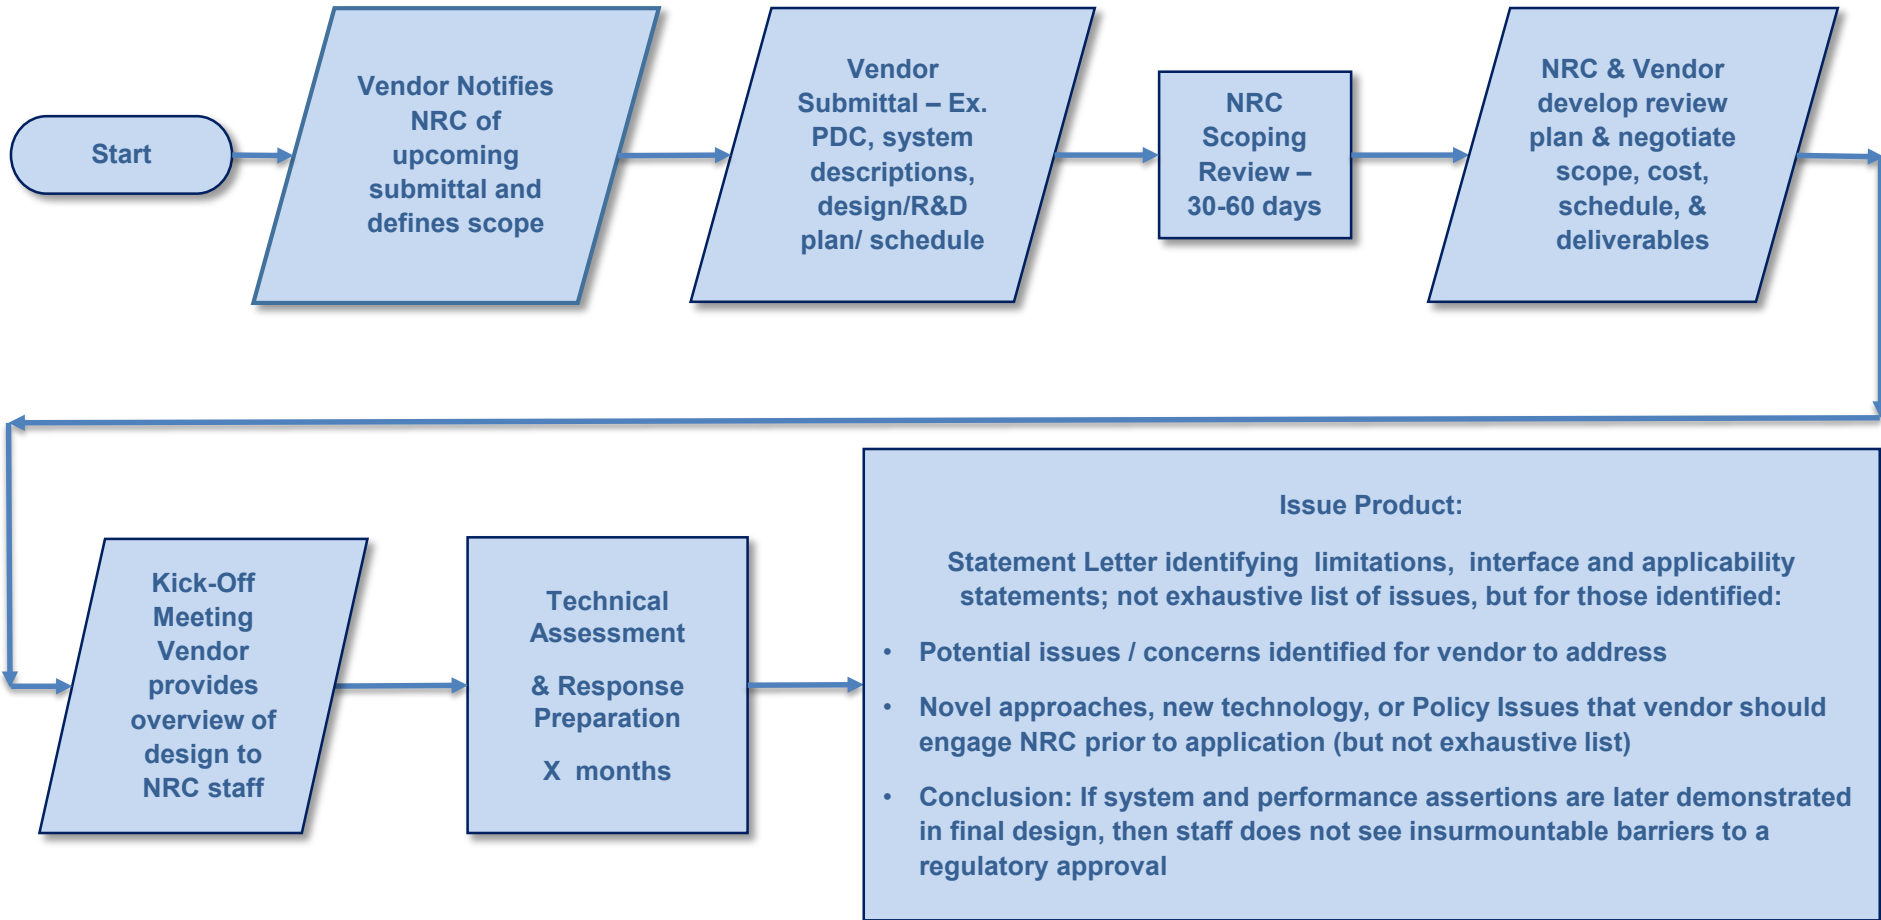 Start
Vendor Notifies
NRC of
upcoming
submittal and
defines scope
Vendor
Submittal – Ex.
PDC, system
descriptions,
design/R&D
plan/ schedule
NRC
Scoping
Review –
30-60 days
NRC & Vendor
develop review
plan & negotiate
scope, cost,
schedule, &
deliverables
Kick-Off
Meeting
Vendor
provides
overview of
design to
NRC staff
Technical
Assessment
& Response
Preparation
X months
Issue Product:
Statement Letter identifying limitations, interface and applicability
statements; not exhaustive list of issues, but for those identified:
• Potential issues / concerns identified for vendor to address
• Novel approaches, new technology, or Policy Issues that vendor should
engage NRC prior to application (but not exhaustive list)
• Conclusion: If system and performance assertions are later demonstrated
in final design, then staff does not see insurmountable barriers to a
regulatory approval